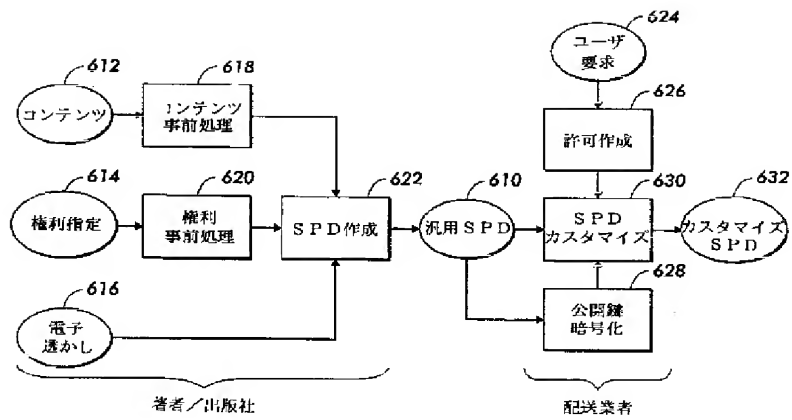 624
ユーザ
要求
612
618
コンテンツ
コンテンツ
事前処理
626
許可作成
614
620
622
610
630
632
権利指定
権利
事前処理
SPD作成
汎用SPD
SPD
カスタマイズ
カスタマイズ
SPD
616
628
電子
透かし
公開鍵
暗号化
著者/出版社
配送業者